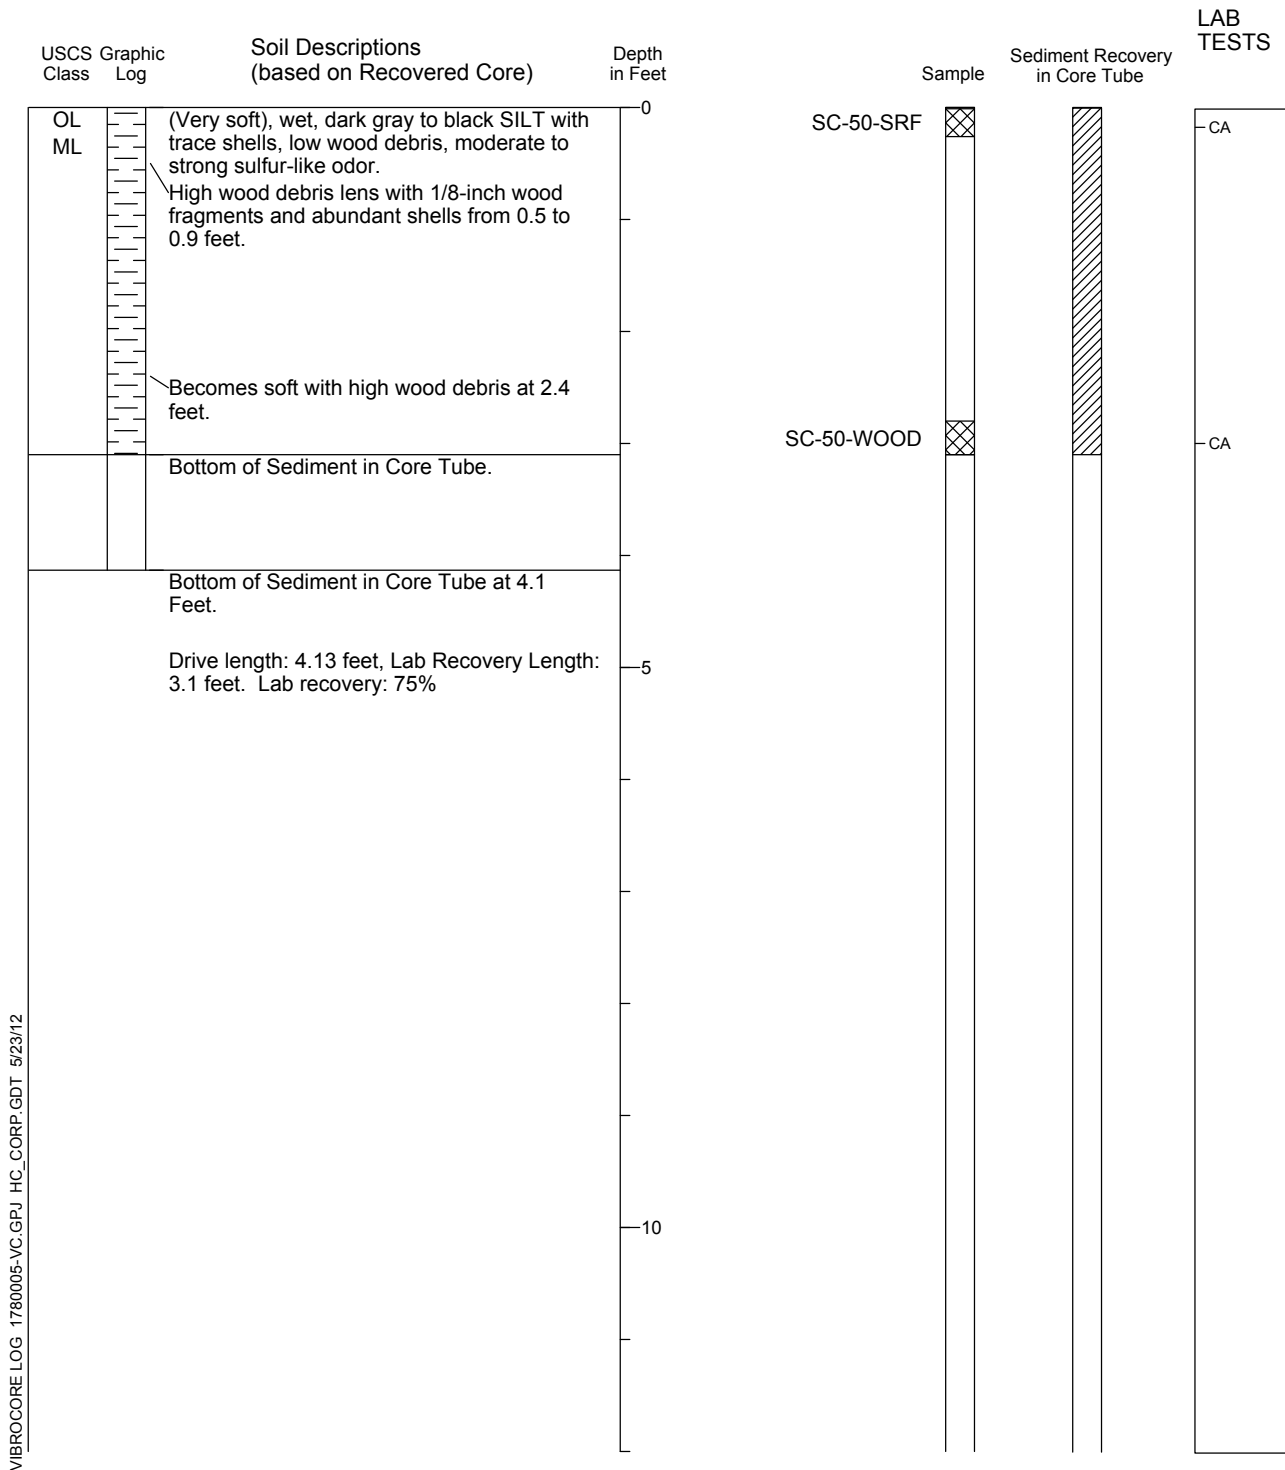 LAB
TESTS
USCS Graphic
Class Log
Soil Descriptions
(based on Recovered Core)
Depth
in Feet
Sample
Sediment Recovery
in Core Tube
0
OL
ML
(Very soft), wet, dark gray to black SILT with
trace shells, low wood debris, moderate to
strong sulfur-like odor.
SC-50-SRF
CA
High wood debris lens with 1/8-inch wood
fragments and abundant shells from 0.5 to
0.9 feet.
Becomes soft with high wood debris at 2.4
feet.
SC-50-WOOD
CA
Bottom of Sediment in Core Tube.
Bottom of Sediment in Core Tube at 4.1
Feet.
Drive length: 4.13 feet, Lab Recovery Length:
3.1 feet. Lab recovery: 75%
5
10
VIBROCORE LOG 1780005-VC.GPJ HC_CORP.GDT 5/23/12